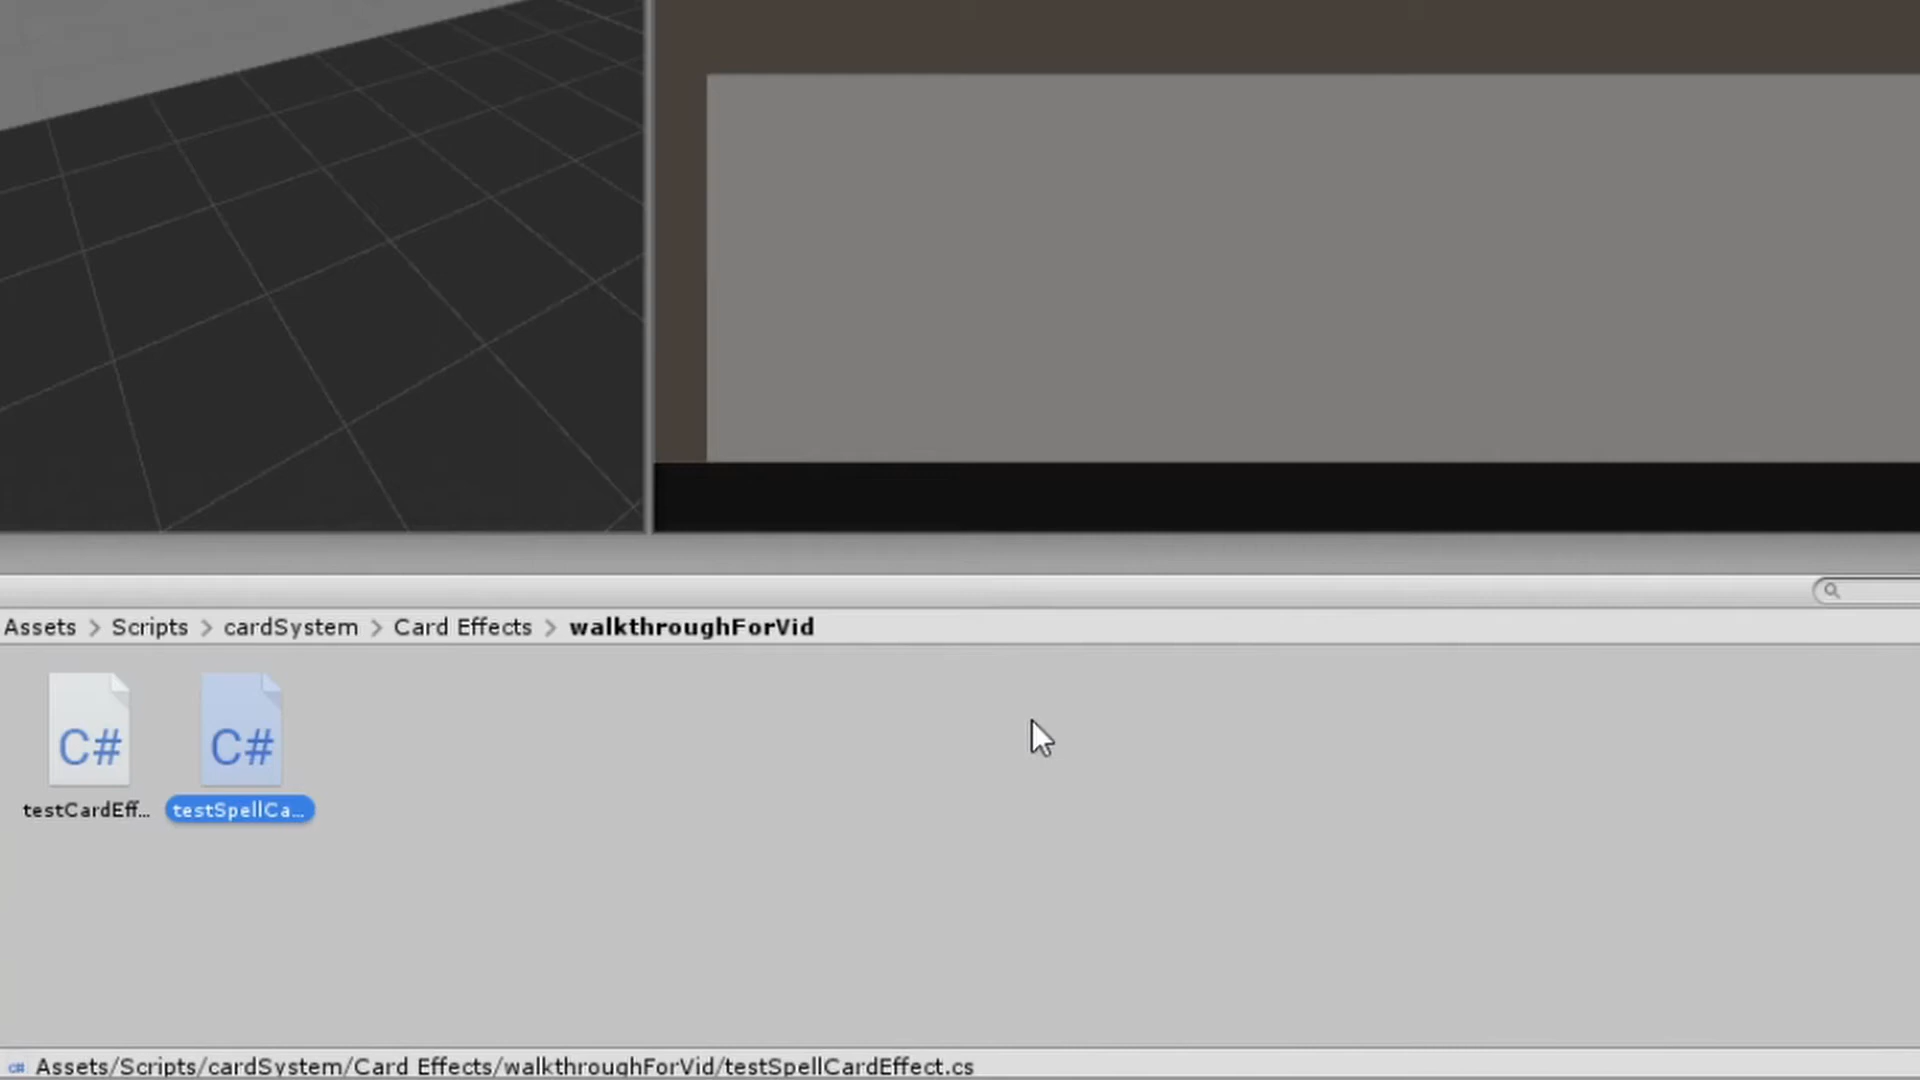 Assets > Scripts > cardSystem > Card Effects > walkthroughForVid
C# C#
testCardEff... testSpellCa...
C# Assets/Scripts/cardSystem/Card Effects/walkthroughForVid/testSpellCardEffect.cs